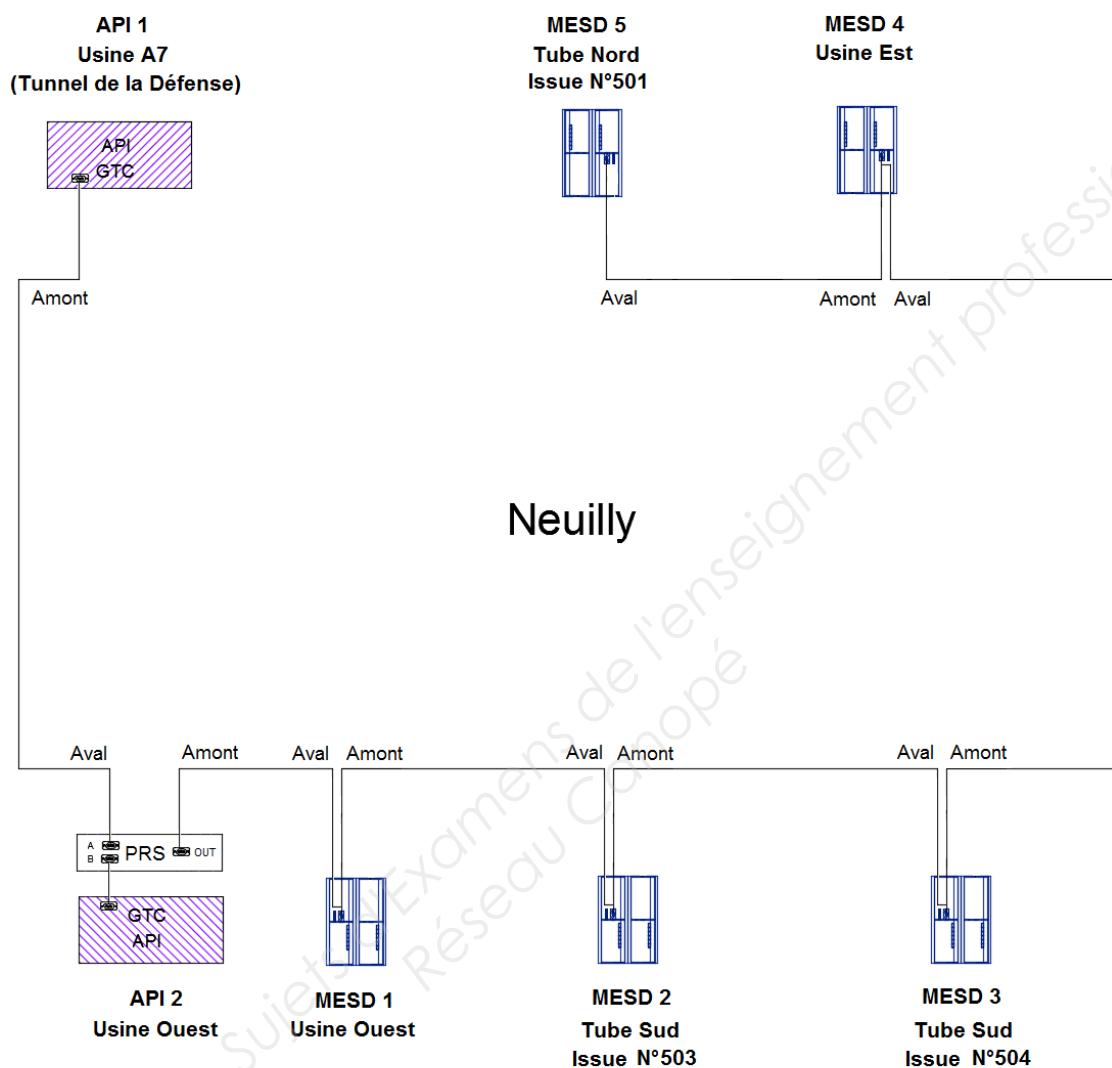 API 1
Usine A7
(Tunnel de la Défense)
API
GTC
MESD 5
Tube Nord
Issue N°501
MESD 4
Usine Est
Amont
Aval
Amont
Aval
Neuilly
Aval
Amont
Aval
Amont
Aval
Amont
Aval
Amont
A
B
PRS
OUT
GTC
API
API 2
Usine Ouest
MESD 1
Usine Ouest
MESD 2
Tube Sud
Issue N°503
MESD 3
Tube Sud
Issue N°504
Sujets d'Examens de l'enseignement
Réseau Canopé